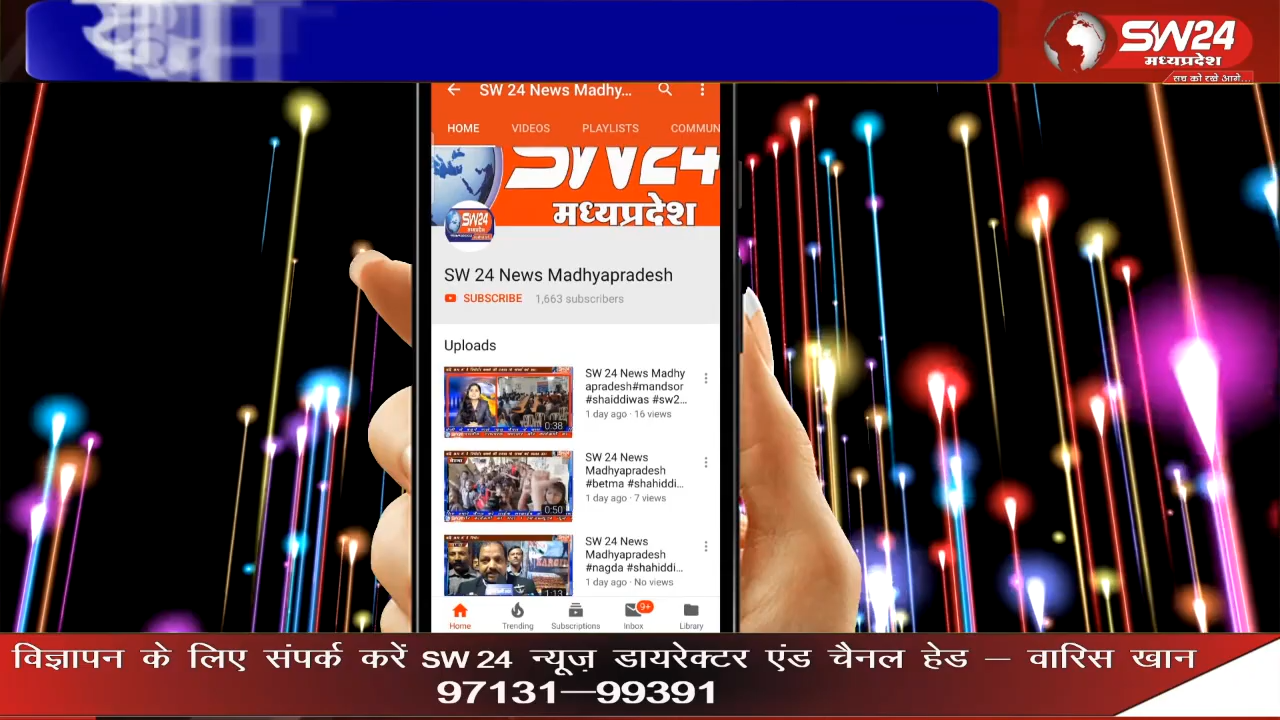 SW24
मध्यप्रदेश
सच को रखे आगे...
SW 24 News Madhy...
HOME VIDEOS PLAYLISTS COMMUN
SW24
मध्यप्रदेश
SW24
SW 24 News Madhyapradesh
SUBSCRIBE 1,663 subscribers
Uploads
SW 24 News Madhy
apradesh#mandsor
#shaiddiwas #sw2...
1 day ago · 16 views
0:38
SW 24 News
Madhyapradesh
#betma #shahiddi...
1 day ago · 7 views
0:50
SW 24 News
Madhyapradesh
#nagda #shahiddi...
1 day ago · No views
1:13
9+
Home Trending Subscriptions Inbox Library
विज्ञापन के लिए संपर्क करें SW 24 न्यूज़ डायरेक्टर एंड चैनल हेड – वारिस खान
97131—99391